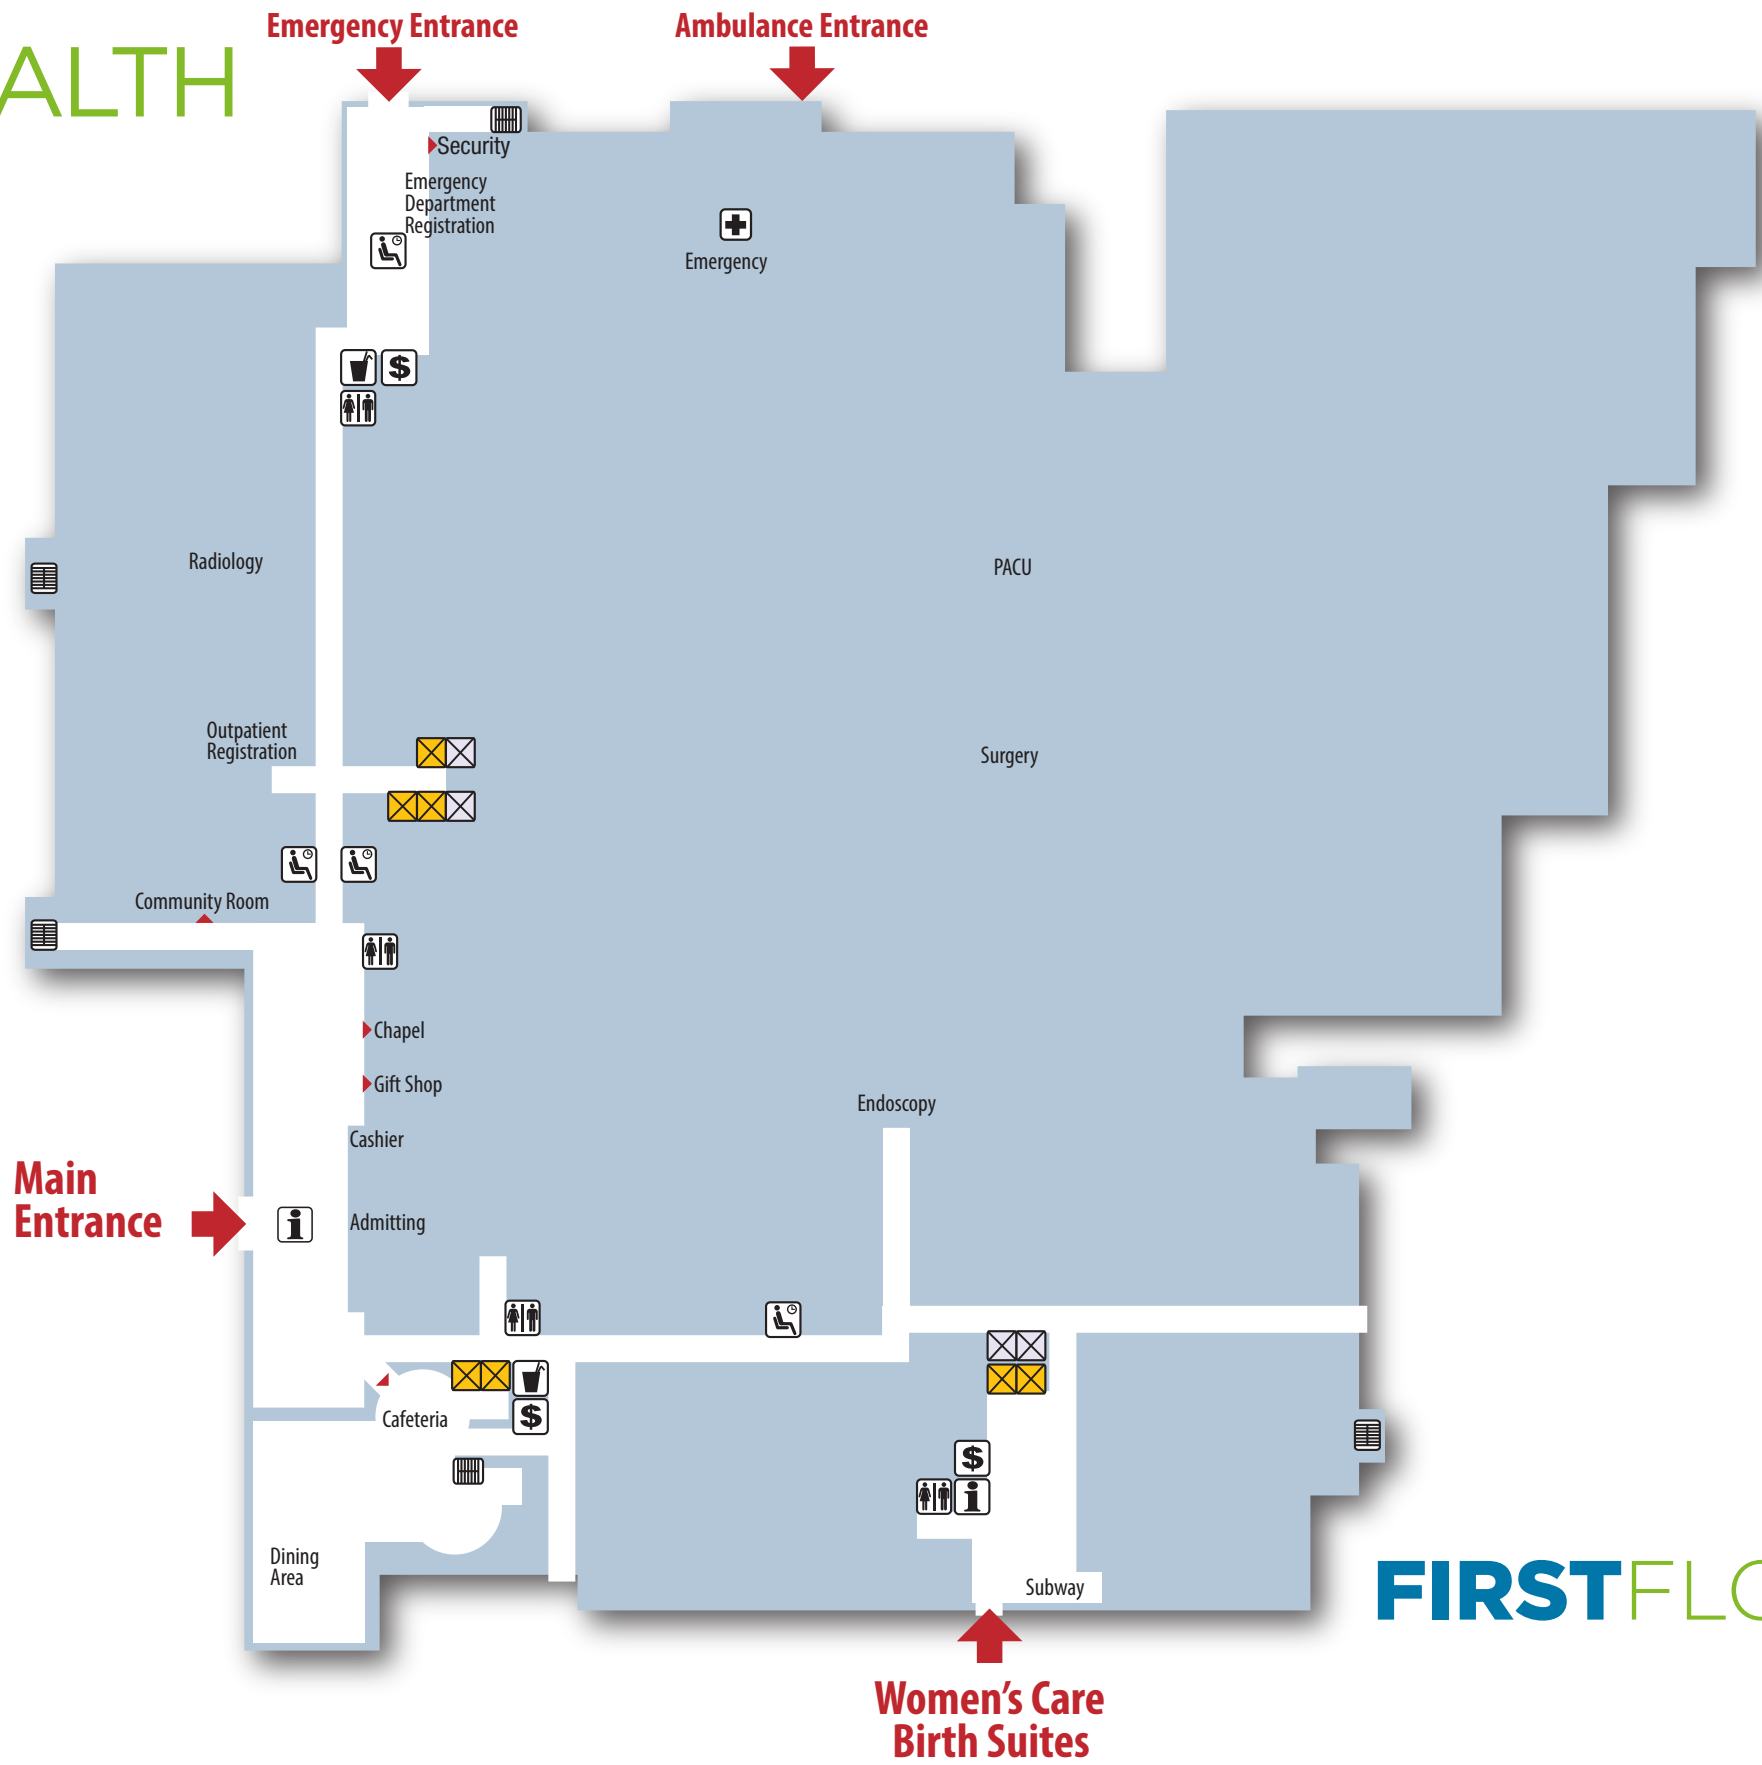 Emergency Entrance
Ambulance Entrance
ALTH
Security
Emergency
Department
Registration
Emergency
$
Radiology
PACU
Outpatient
Registration
Surgery
Community Room
Chapel
Gift Shop
Endoscopy
Cashier
Main
Entrance
i
Admitting
Cafeteria
$
$
i
Dining
Area
Subway
FIRSTFLO
Women's Care
Birth Suites